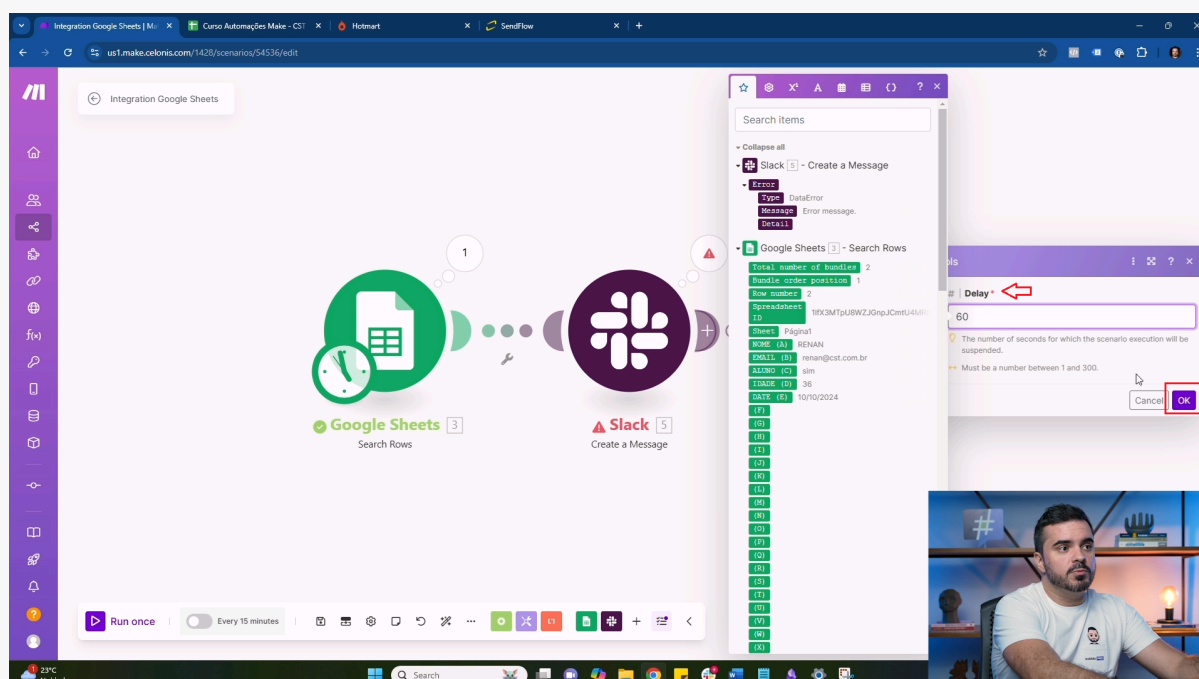 Integration Google Sheets | Ma
Curso Automações Make - CST
Hotmart
SendFlow
us1.make.celonis.com/1428/scenarios/54536/edit
Integration Google Sheets
Search items
Collapse all
Slack 5 - Create a Message
Error
Type DataError
Message Error message.
Detail
Google Sheets 3 - Search Rows
Total number of bundles 2
Bundle order position 1
Row number 2
Spreadsheet ID
Sheet Página1
NOME (A) RENAN
EMAIL (B) renan@cst.com.br
ALUNO (C) sim
IDADE (D) 36
DATE (E) 10/10/2024
(F)
(G)
(H)
(I)
(J)
(K)
(L)
(M)
(N)
(O)
(P)
(Q)
(R)
(S)
(T)
(U)
(V)
(W)
(X)
ols
# Delay *
60
The number of seconds for which the scenario execution will be
suspended.
Must be a number between 1 and 300.
Cancel
OK
1
Google Sheets 3
Search Rows
Slack 5
Create a Message
Run once
Every 15 minutes
23°C
Search